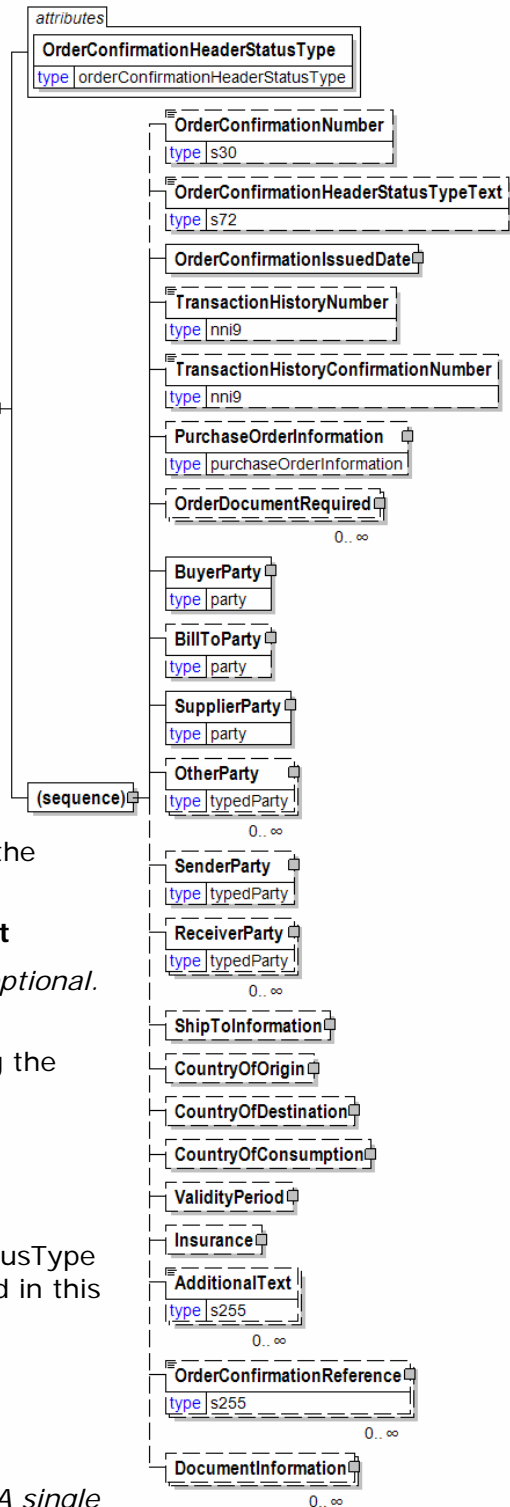 attributes
OrderConfirmationHeaderStatusType
type orderConfirmationHeaderStatusType
OrderConfirmationNumber
type s30
OrderConfirmationHeaderStatusTypeText
type s72
OrderConfirmationIssuedDate
TransactionHistoryNumber
type nni9
TransactionHistoryConfirmationNumber
type nni9
PurchaseOrderInformation
type purchaseOrderInformation
OrderDocumentRequired
0.. ∞
BuyerParty
type party
BillToParty
type party
SupplierParty
type party
OtherParty
type typedParty
(sequence)
0.. ∞
the
SenderParty
type typedParty
t
ReceiverParty
type typedParty
ptional.
0.. ∞
ShipToInformation
g the
CountryOfOrigin
CountryOfDestination
CountryOfConsumption
ValidityPeriod
Insurance
tusType
d in this
AdditionalText
type s255
0.. ∞
OrderConfirmationReference
type s255
0.. ∞
DocumentInformation
A single
0.. ∞